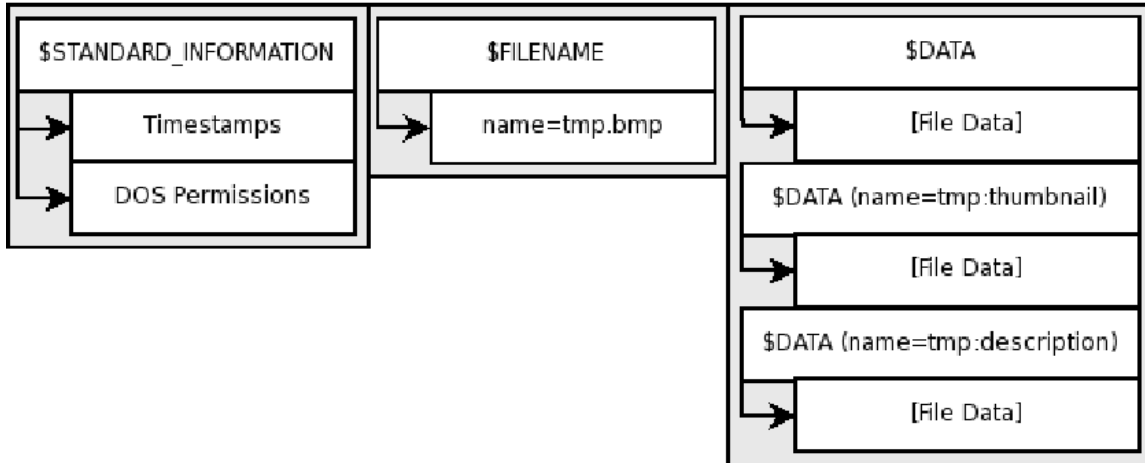 $STANDARD_INFORMATION
Timestamps
DOS Permissions
$FILENAME
name=tmp.bmp
$DATA
[File Data]
$DATA (name=tmp:thumbnail)
[File Data]
$DATA (name=tmp:description)
[File Data]